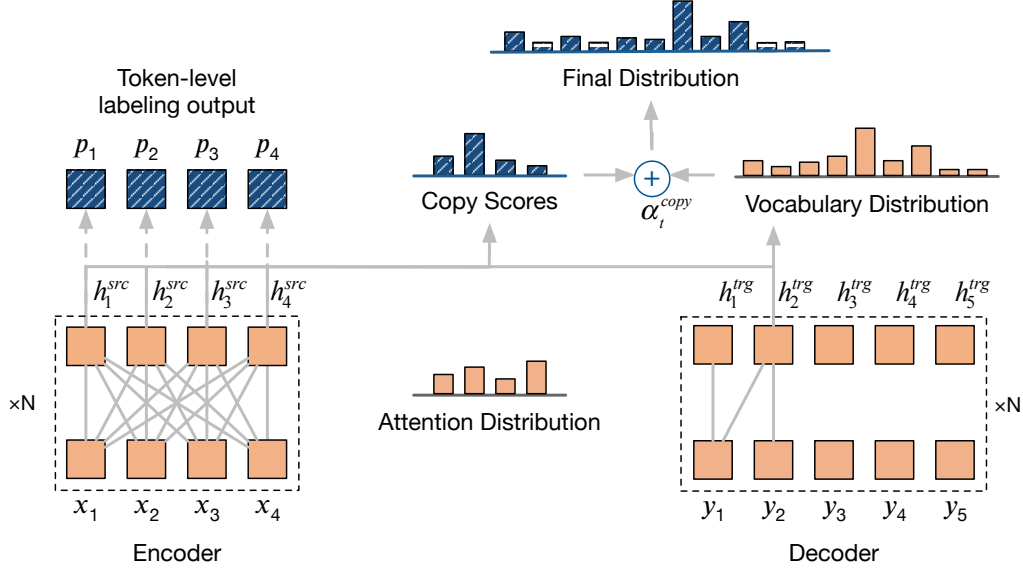 Final Distribution
Token-level
labeling output
p₁ p₂ p₃ p₄
Copy Scores
+
α_t^{copy}
Vocabulary Distribution
h₁^{src} h₂^{src} h₃^{src} h₄^{src}
h₁^{trg} h₂^{trg} h₃^{trg} h₄^{trg} h₅^{trg}
×N
Attention Distribution
×N
x₁ x₂ x₃ x₄
y₁ y₂ y₃ y₄ y₅
Encoder
Decoder